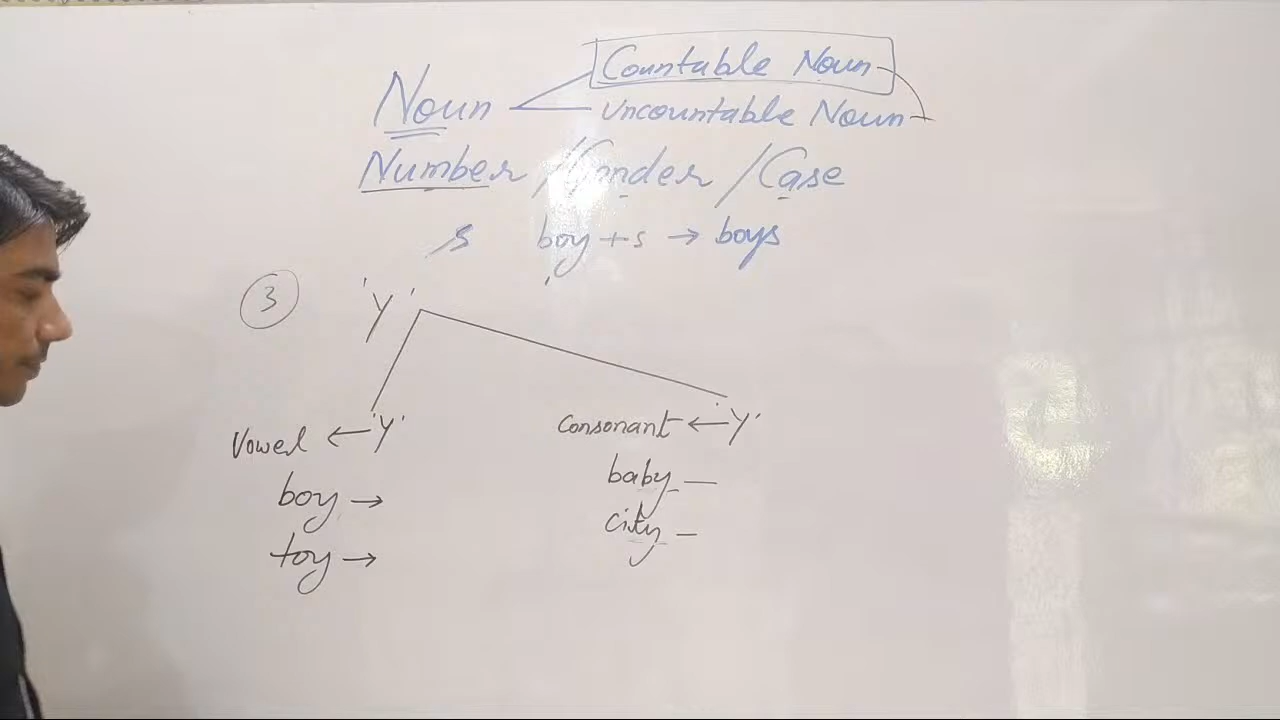 Countable Noun
Noun
Uncountable Noun
Number / Gender / Case
s boy + s → boys
3 'Y'
Vowel ← 'Y' Consonant ← 'Y'
boy → baby —
toy → city —